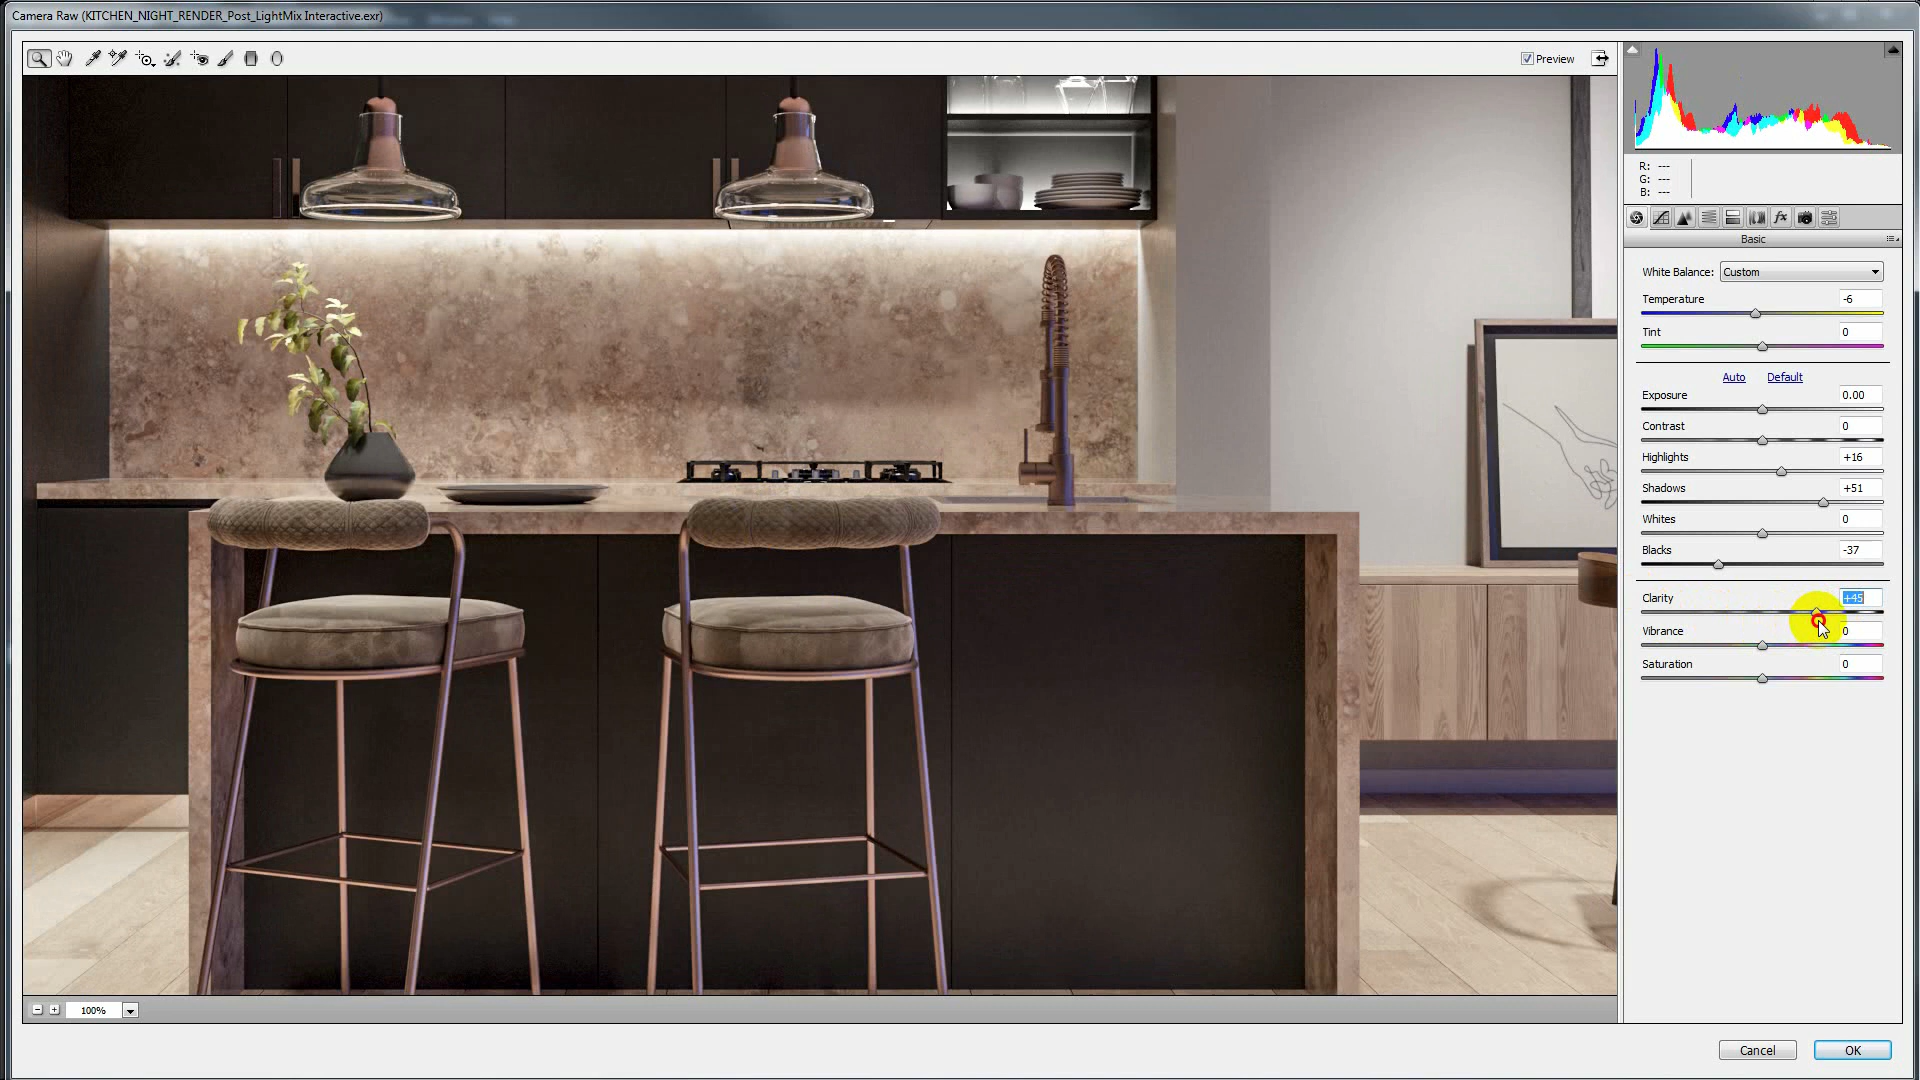 Camera Raw (KITCHEN_NIGHT_RENDER_Post_LightMix Interactive.exr)
Preview
R: ---
G: ---
B: ---
fx
Basic
White Balance: Custom
Temperature -6
Tint 0
Auto Default
Exposure 0.00
Contrast 0
Highlights +16
Shadows +51
Whites 0
Blacks -37
Clarity +45
Vibrance 0
Saturation 0
100%
Cancel OK